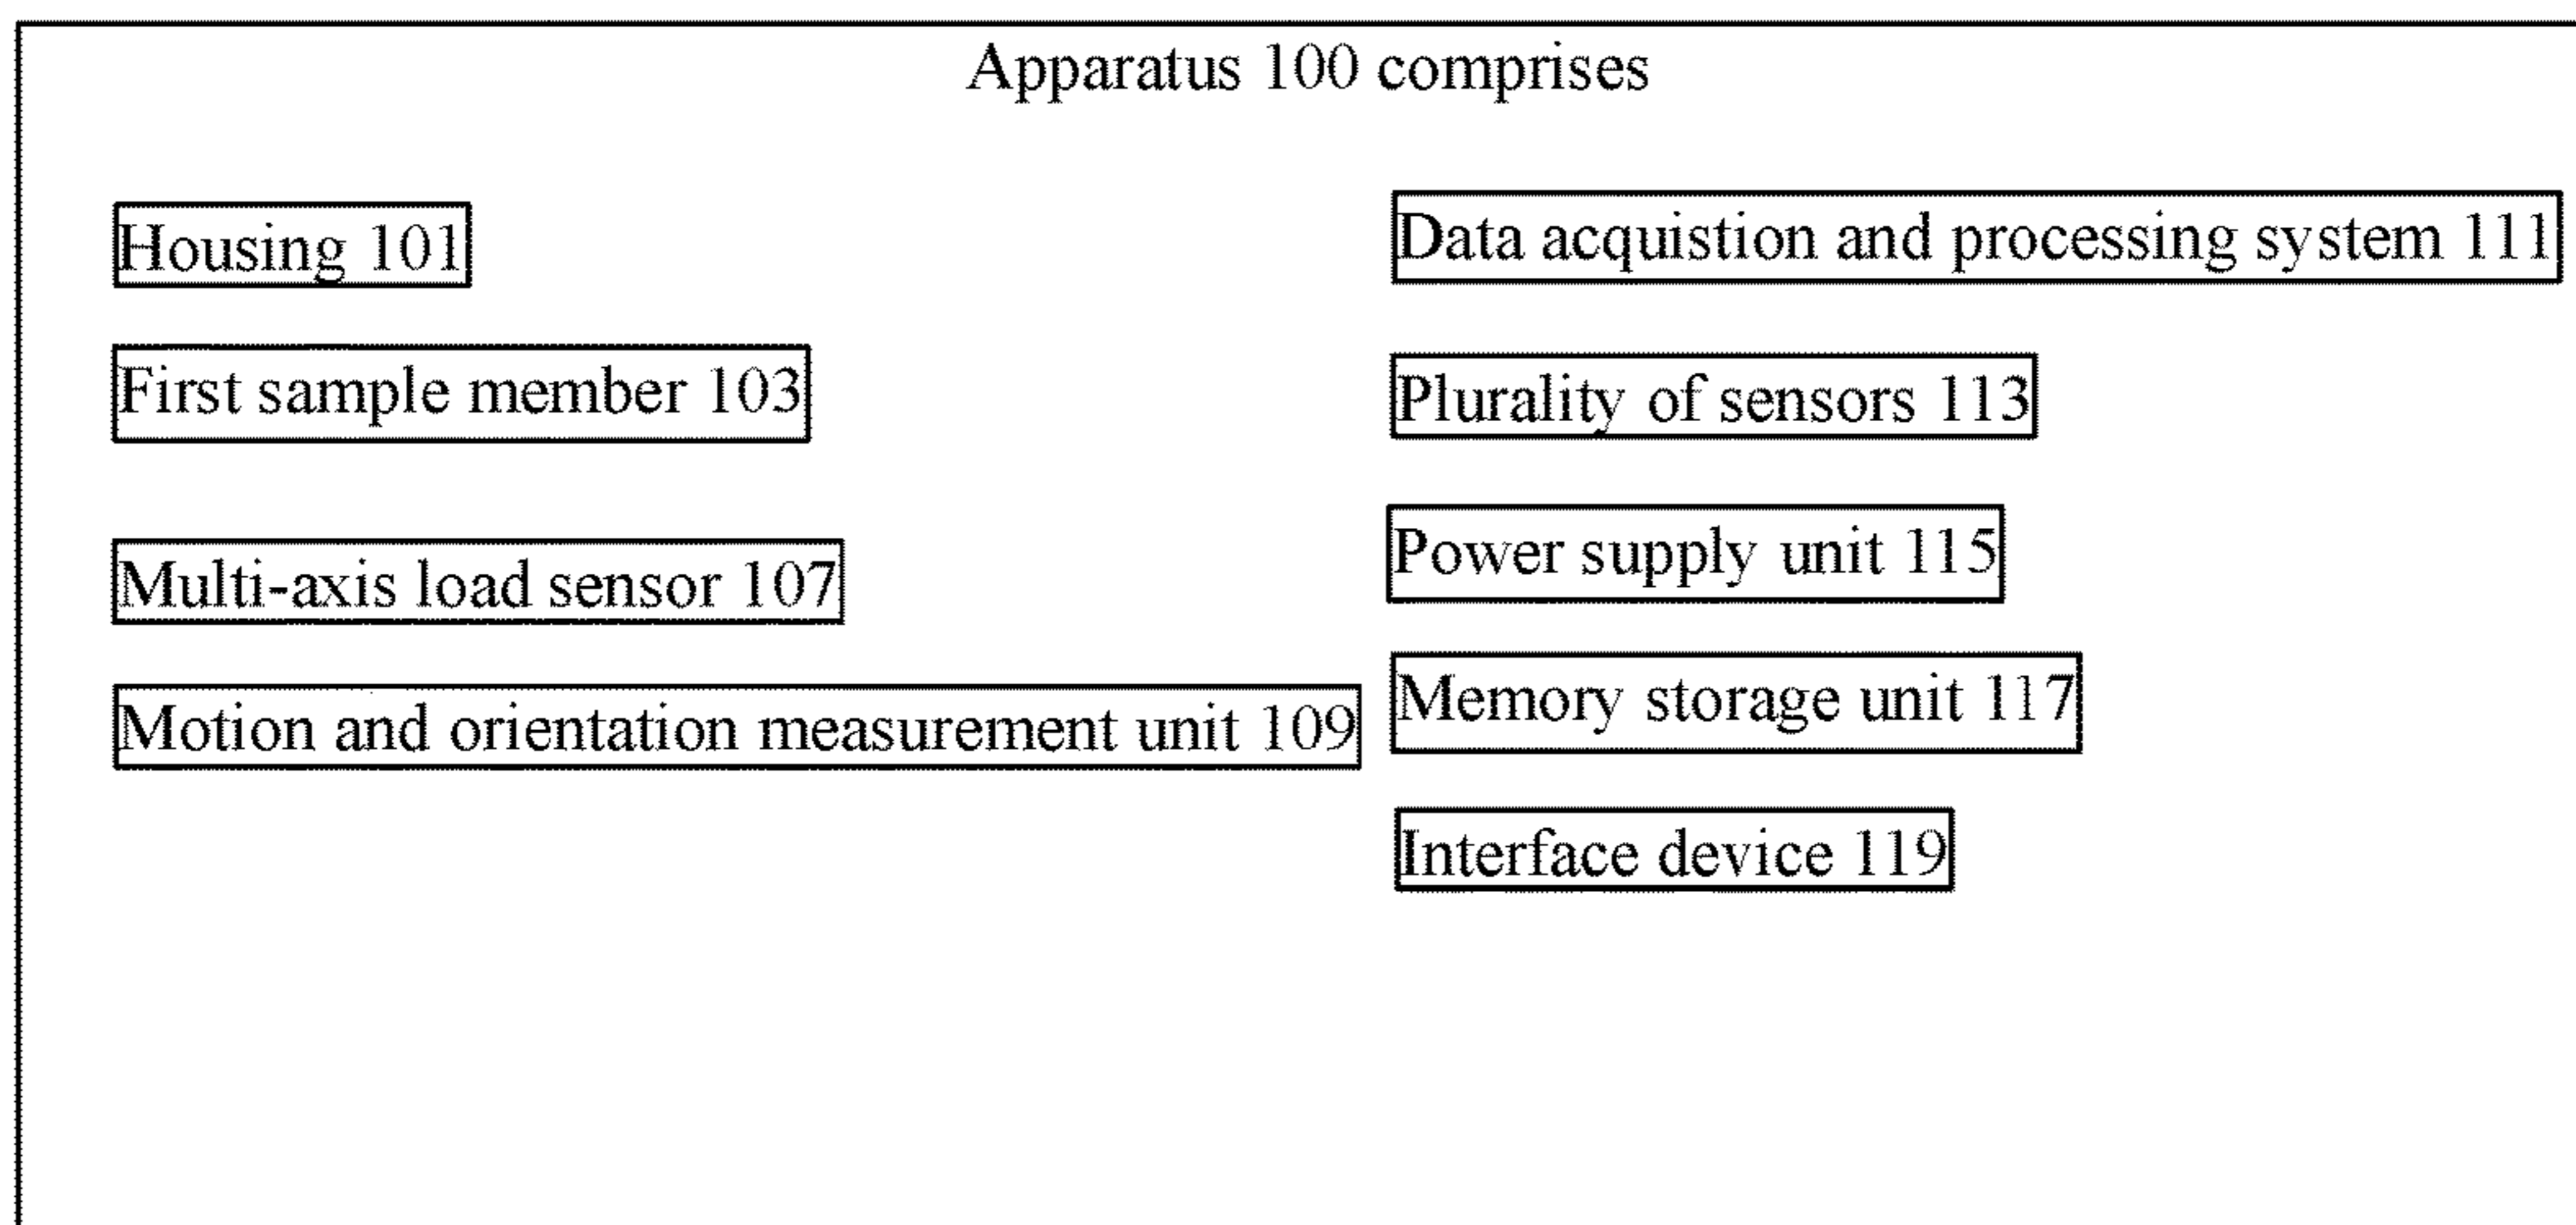 Apparatus 100 comprises
Housing 101
First sample member 103
Multi-axis load sensor 107
Motion and orientation measurement unit 109
Data acquistion and processing system 111
Plurality of sensors 113
Power supply unit 115
Memory storage unit 117
Interface device 119